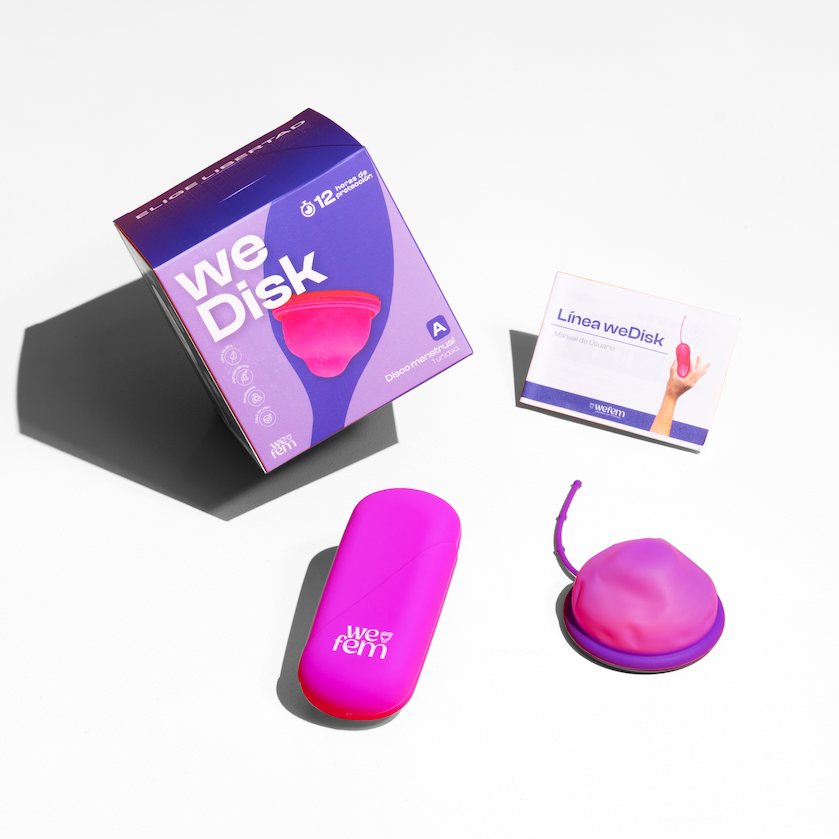 ELIGE LIBERTAD
12 horas de
protección
we
Disk
A
Disco menstrual
1 unidad
we
fem
Línea weDisk
Manual de Usuario
wefem
we
fem